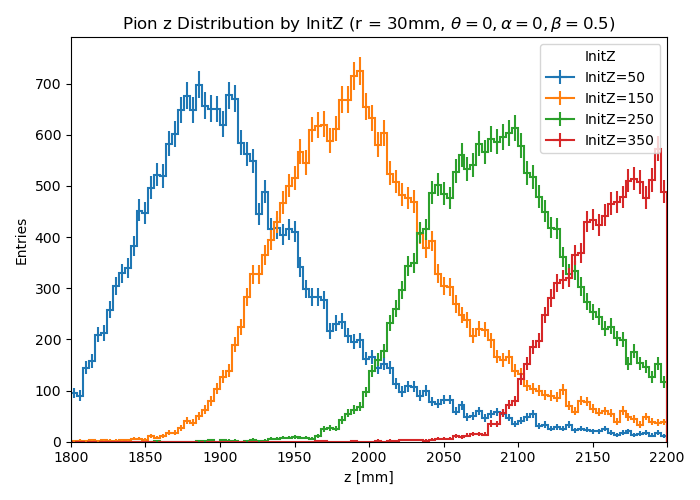 Pion z Distribution by InitZ (r = 30mm, θ = 0, α = 0, β = 0.5)
InitZ
InitZ=50
InitZ=150
InitZ=250
InitZ=350
Entries
700
600
500
400
300
200
100
0
1800 1850 1900 1950 2000 2050 2100 2150 2200
z [mm]